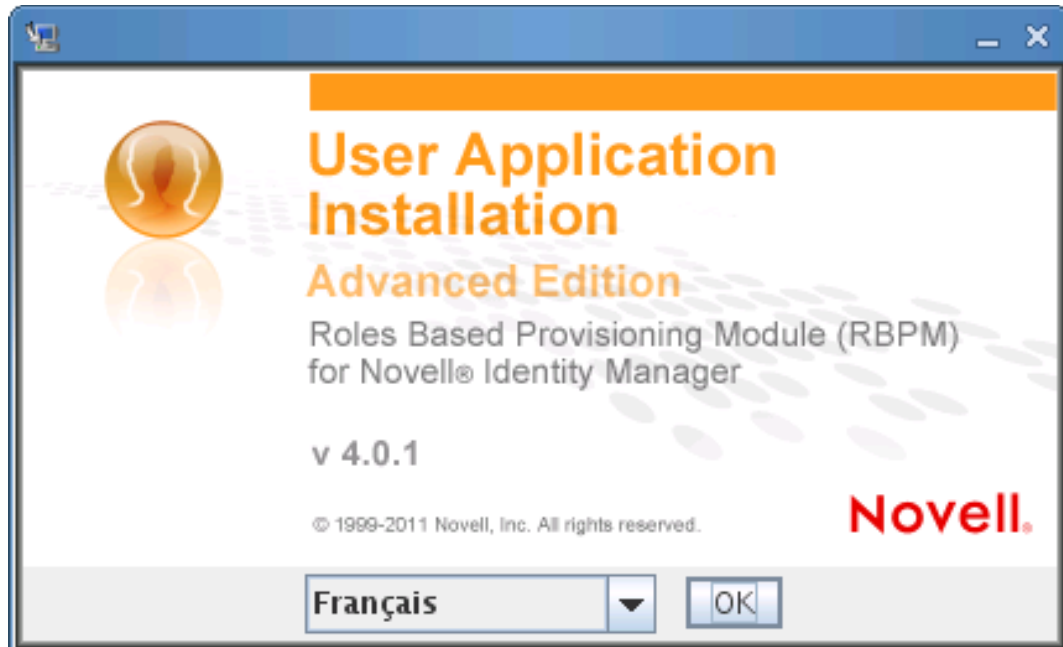 User Application
Installation
Advanced Edition
Roles Based Provisioning Module (RBPM)
for Novell® Identity Manager
v 4.0.1
© 1999-2011 Novell, Inc. All rights reserved.
Novell®
Français
OK